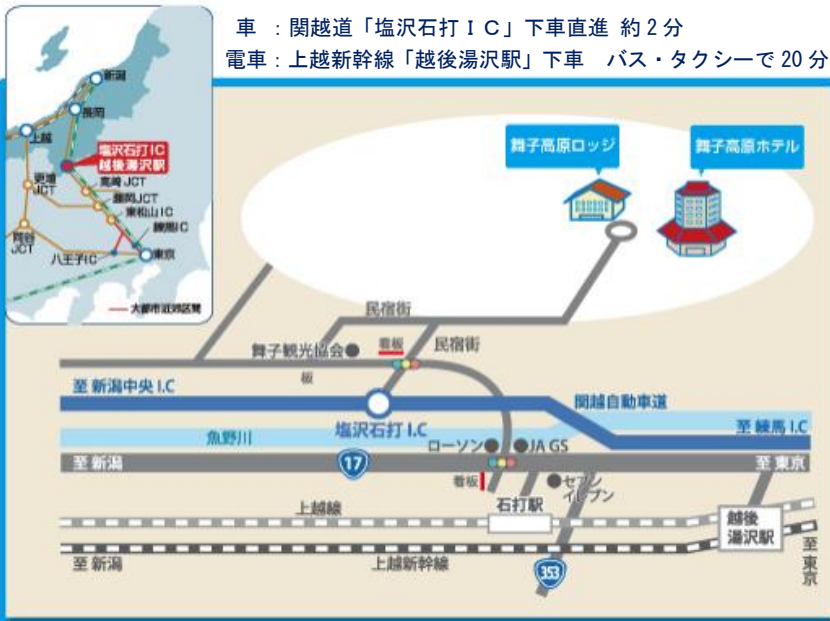 車 ：関越道「塩沢石打ＩＣ」下車直進 約２分
電車：上越新幹線「越後湯沢駅」下車　バス・タクシーで 20 分
新潟
長岡
上越
塩沢石打IC
越後湯沢駅
更埴
JCT
高崎 JCT
藤岡JCT
東松山IC
練馬IC
岡谷
JCT
八王子IC
東京
大都市近郊区間
舞子高原ロッジ
舞子高原ホテル
民宿街
舞子観光協会
看板
民宿街
板
至 新潟中央 I.C
関越自動車道
塩沢石打 I.C
至 練馬 I.C
魚野川
ローソン
JA GS
至 新潟
17
至 東京
看板
セブン
イレブン
石打駅
上越線
越後
湯沢駅
至 新潟
上越新幹線
353
至東京